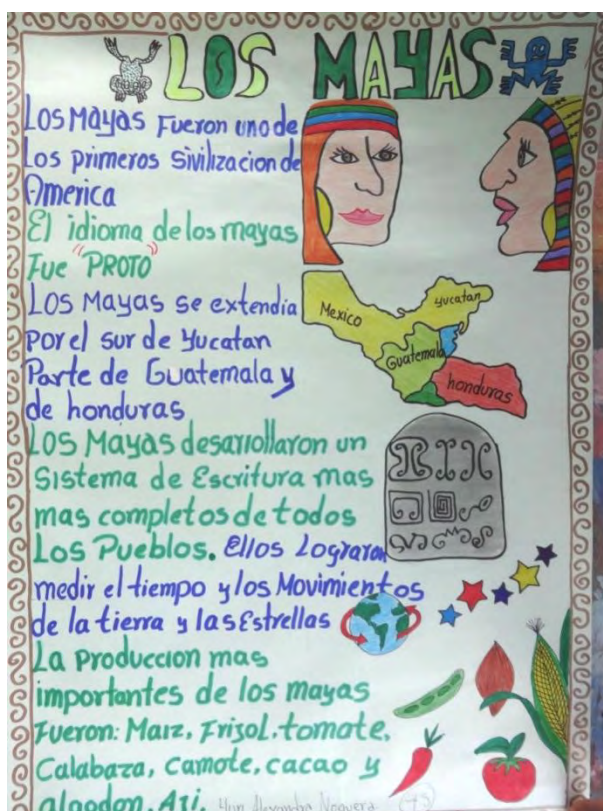 LOS MAYAS
Los Mayas Fueron uno de
Los primeros Sivilizacion de
America
El idioma de los mayas
Fue "PROTO"
Los Mayas se extendia
por el sur de Yucatan
Parte de Guatemala y
de honduras
Mexico
yucatan
Guatemala
honduras
Los Mayas desarrollaron un
Sistema de Escritura mas
mas completos de todos
Los Pueblos. Ellos Lograron
medir el tiempo y los Movimientos
de la tierra y las Estrellas
La Produccion mas
importantes de los mayas
Fueron: Maiz, Frisol, tomate,
Calabaza, camote, cacao y
algodon, Aji.
Alexandra Noguera